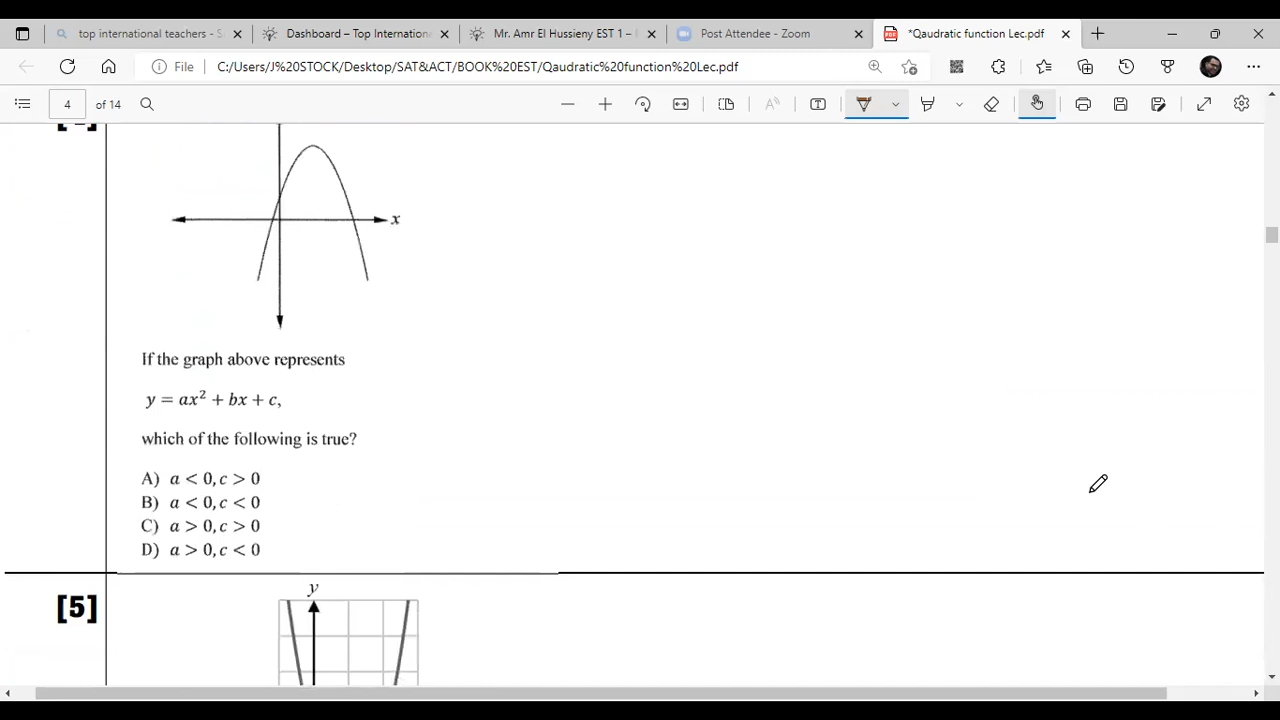 top international teachers - S
Dashboard – Top Internation
Mr. Amr El Hussieny EST 1 –
Post Attendee - Zoom
*Qaudratic function Lec.pdf
File
C:/Users/J%20STOCK/Desktop/SAT&ACT/BOOK%20EST/Qaudratic%20function%20Lec.pdf
4 of 14
x
If the graph above represents
y = ax² + bx + c,
which of the following is true?
A) a < 0, c > 0
B) a < 0, c < 0
C) a > 0, c > 0
D) a > 0, c < 0
[5]
y